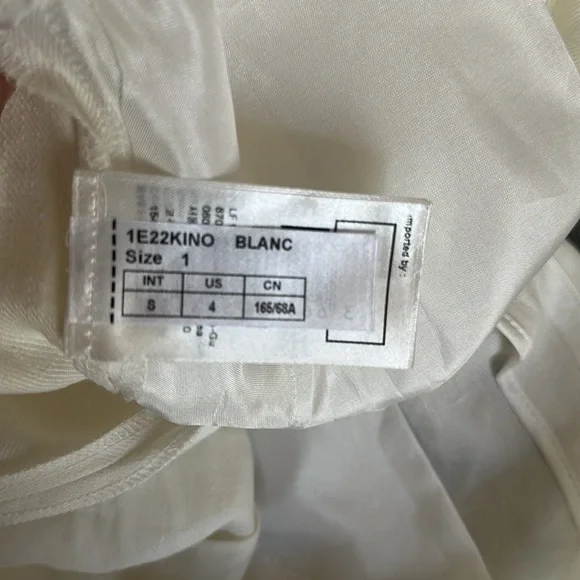 1E22KINO BLANC
Size 1
INT US CN
S 4 165/68A
imported by: